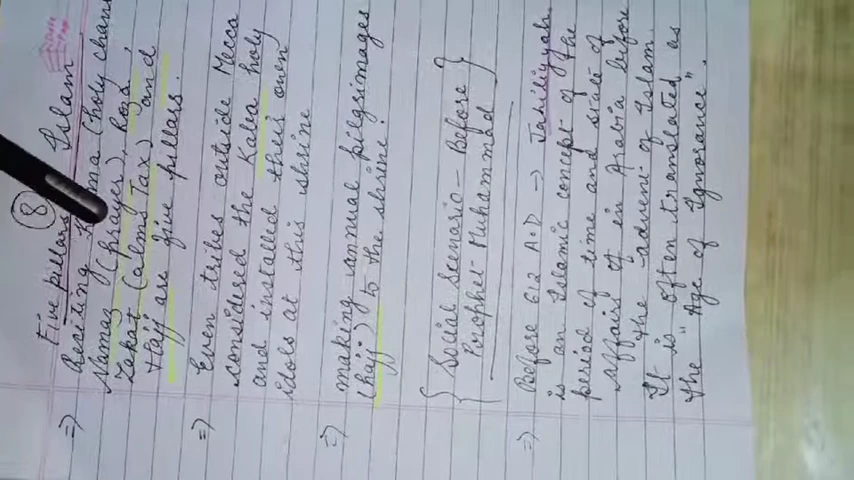 8
Five pillars Islam
=> Reciting (holy chan
Namaz (prayer), Roza,
Zakat (alms Tax) and
Hajj are five pillars.
=> Even tribes outside Mecca
considered the Kaba holy
and installed their own
idols at this shrine
=> making annual pilgrimages
(hajj) to the shrine.
{ Social Scenario - Before }
{ Prophet Muhammad }
=> Before 612 A.D -> Jahiliyyah
is an Islamic concept of the
period of time and state of
affairs of in Arabia before
the advent of Islam.
It is often translated as
the "Age of Ignorance".